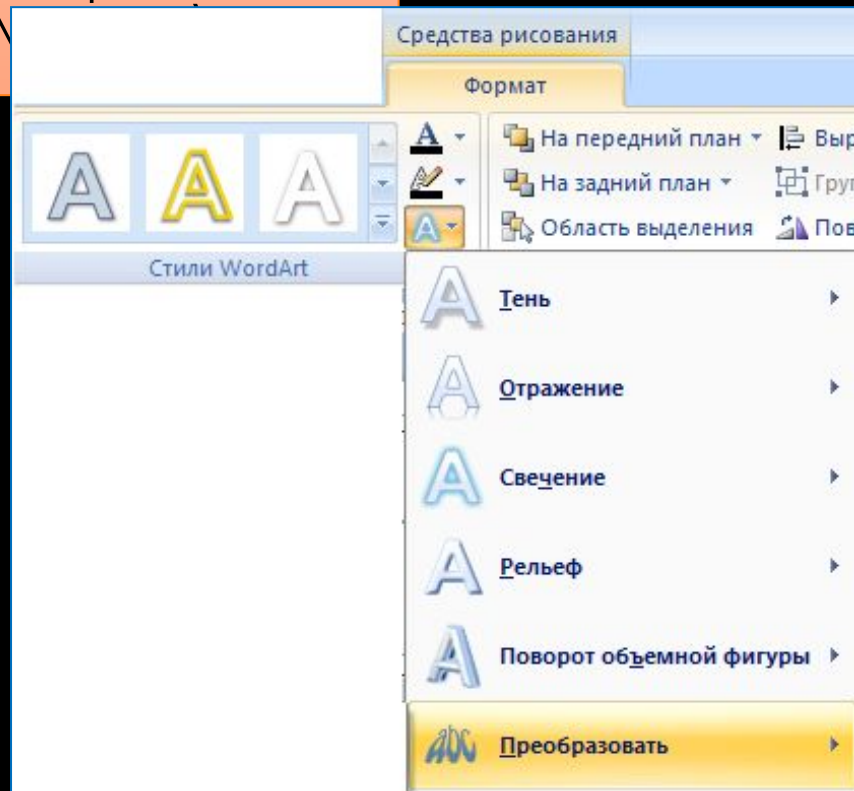 Средства рисования
Формат
На передний план
На задний план
Область выделения
Стили WordArt
Тень
Отражение
Свечение
Рельеф
Поворот объемной фигуры
Преобразовать